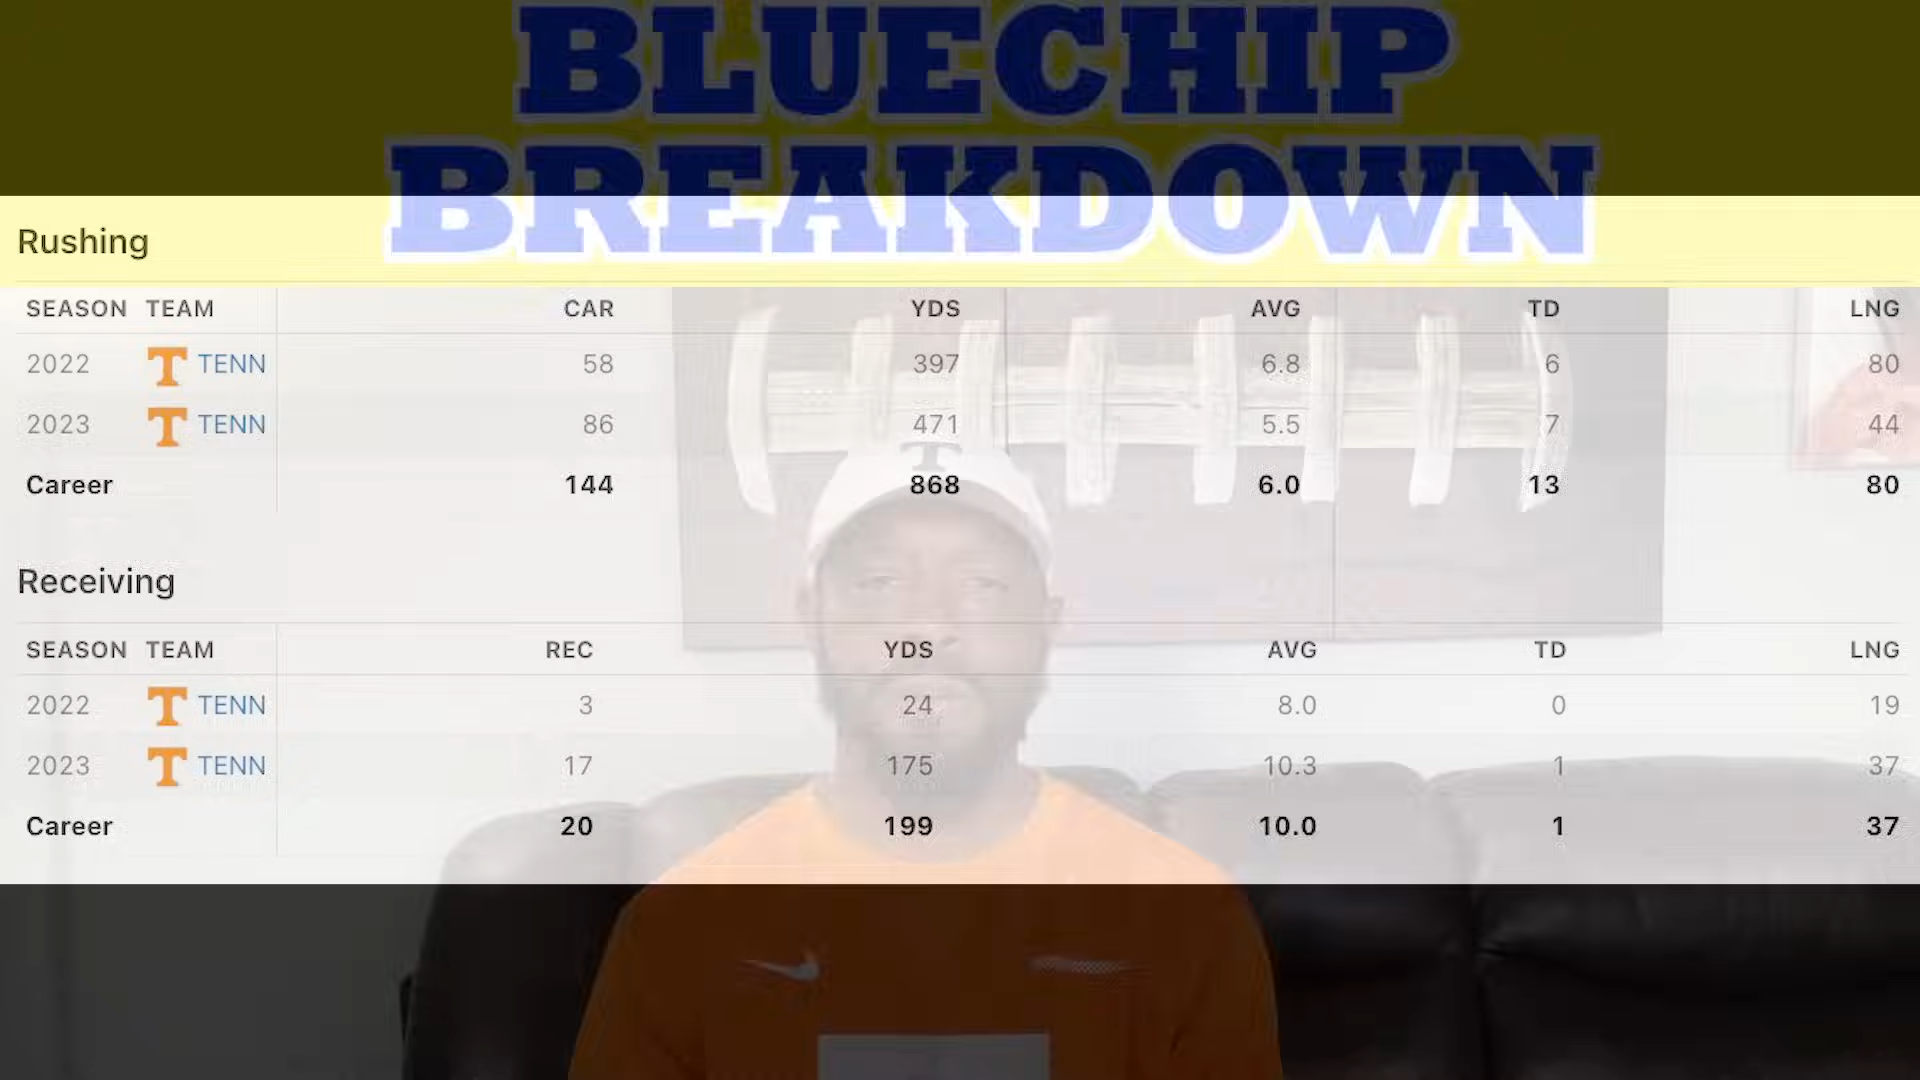 BLUECHIP
BREAKDOWN
Rushing
SEASON TEAM CAR YDS AVG TD LNG
2022 T TENN 58 397 6.8 6 80
2023 T TENN 86 471 5.5 7 44
Career 144 868 6.0 13 80
Receiving
SEASON TEAM REC YDS AVG TD LNG
2022 T TENN 3 24 8.0 0 19
2023 T TENN 17 175 10.3 1 37
Career 20 199 10.0 1 37